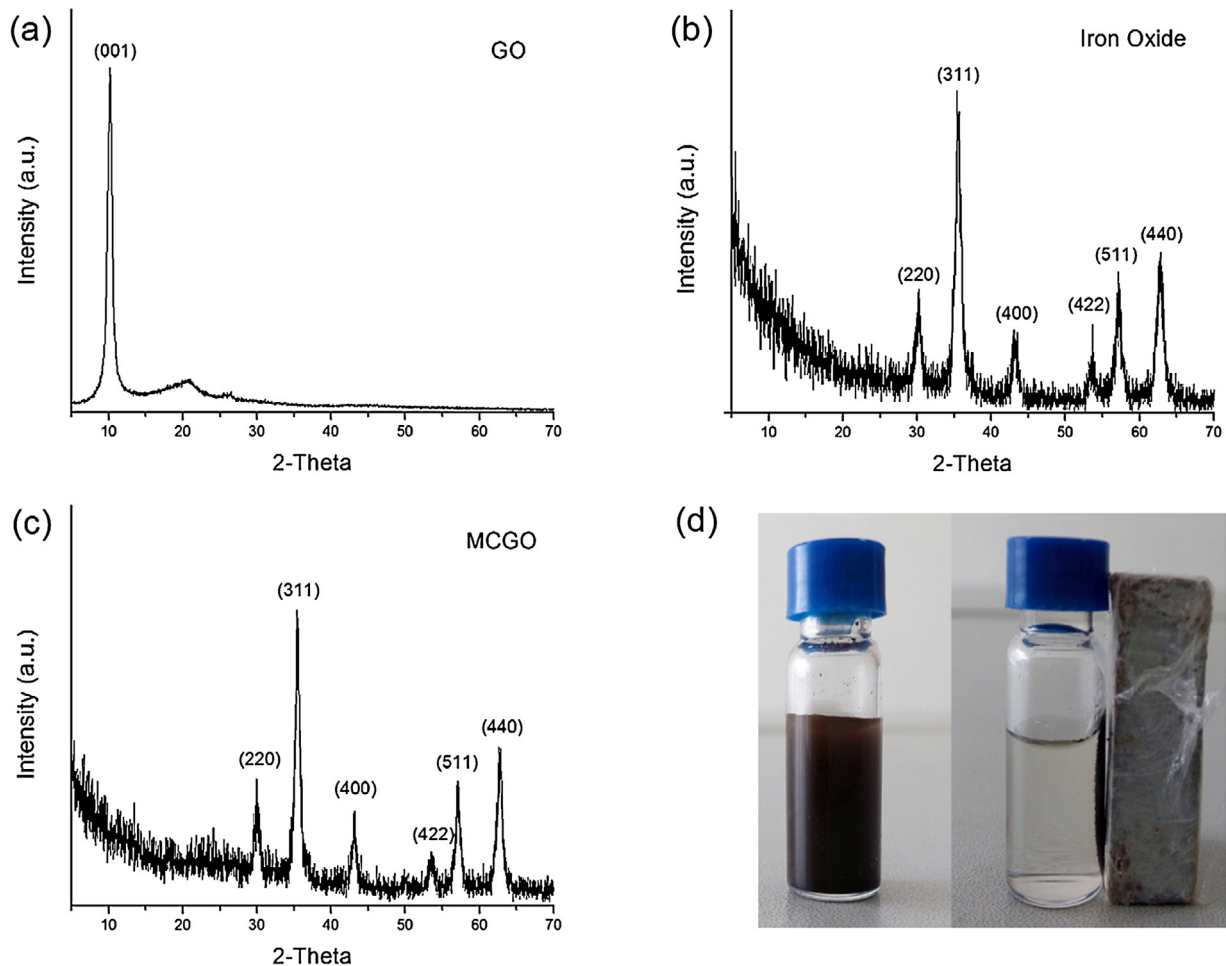 (a)
GO
(001)
Intensity (a.u.)
10 20 30 40 50 60 70
2-Theta
(b)
Iron Oxide
(311)
(440)
(511)
(220)
(422)
(400)
Intensity (a.u.)
10 20 30 40 50 60 70
2-Theta
(c)
MCGO
(311)
(440)
(220)
(511)
(400)
(422)
Intensity (a.u.)
10 20 30 40 50 60 70
2-Theta
(d)